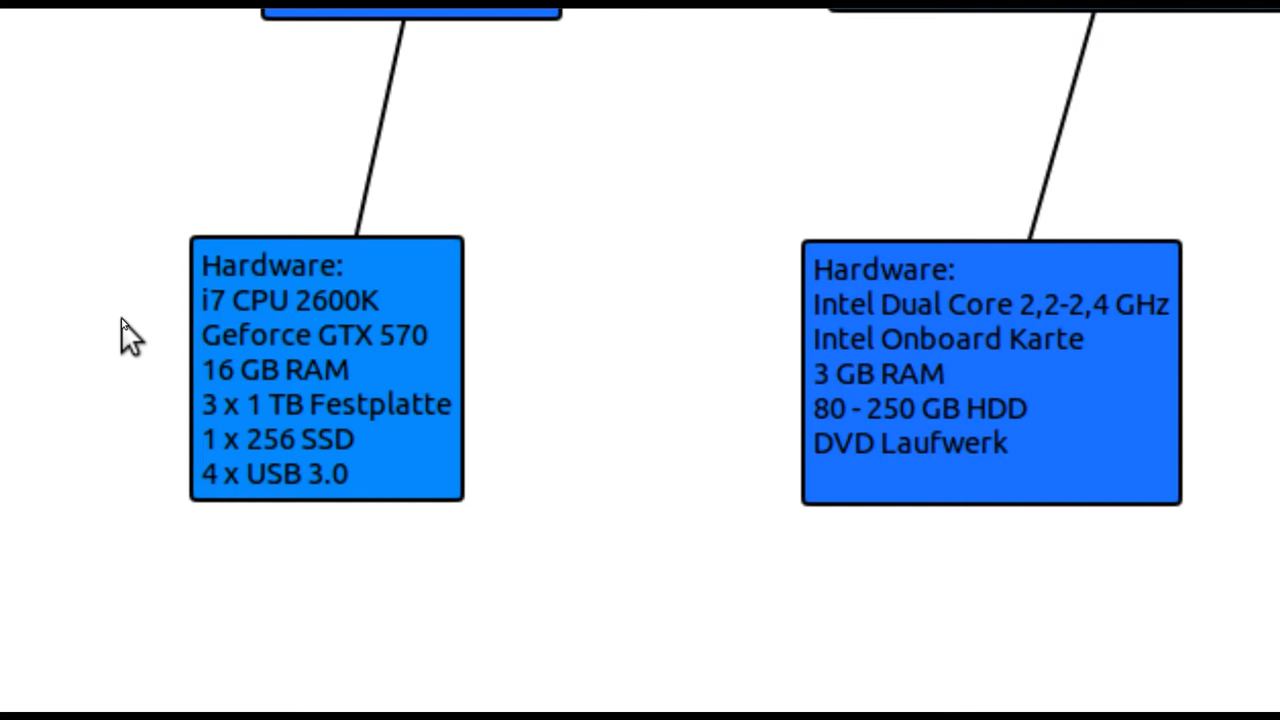 Hardware:
i7 CPU 2600K
Geforce GTX 570
16 GB RAM
3 x 1 TB Festplatte
1 x 256 SSD
4 x USB 3.0
Hardware:
Intel Dual Core 2,2-2,4 GHz
Intel Onboard Karte
3 GB RAM
80 - 250 GB HDD
DVD Laufwerk